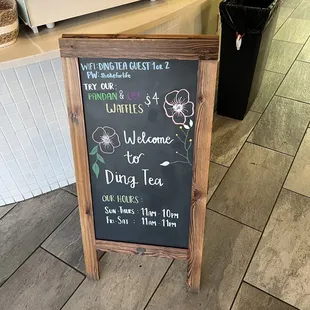 WIFI: DING TEA GUEST 1 or 2
PW: #chefforlife
TRY OUR:
PANDAN &
WAFFLES $4
Welcome
to
Ding Tea
OUR HOURS:
SUN-THURS: 11AM-10PM
FRI-SAT: 11AM-11PM